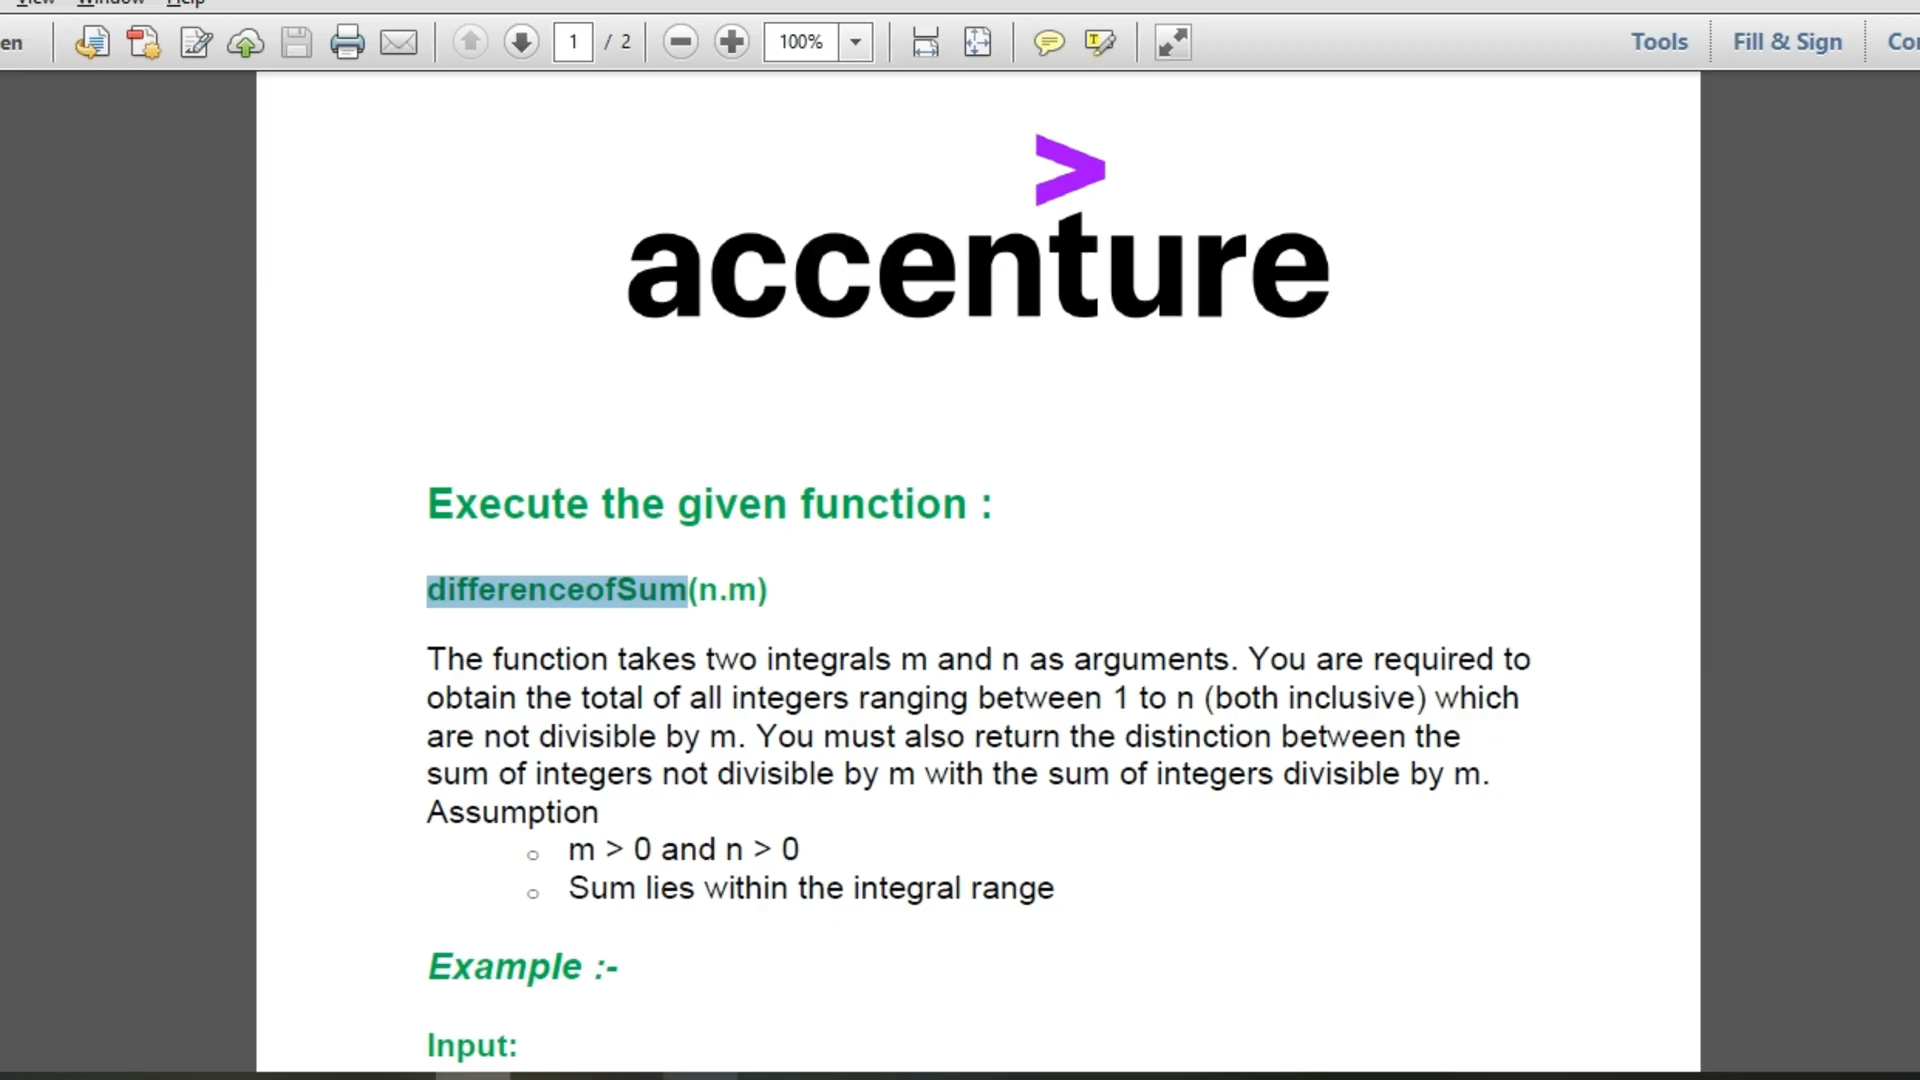 View Window Help
en
1 / 2
100%
Tools
Fill & Sign
>
accenture
Execute the given function :
differenceofSum(n.m)
The function takes two integrals m and n as arguments. You are required to
obtain the total of all integers ranging between 1 to n (both inclusive) which
are not divisible by m. You must also return the distinction between the
sum of integers not divisible by m with the sum of integers divisible by m.
Assumption
○ m > 0 and n > 0
○ Sum lies within the integral range
Example :-
Input: